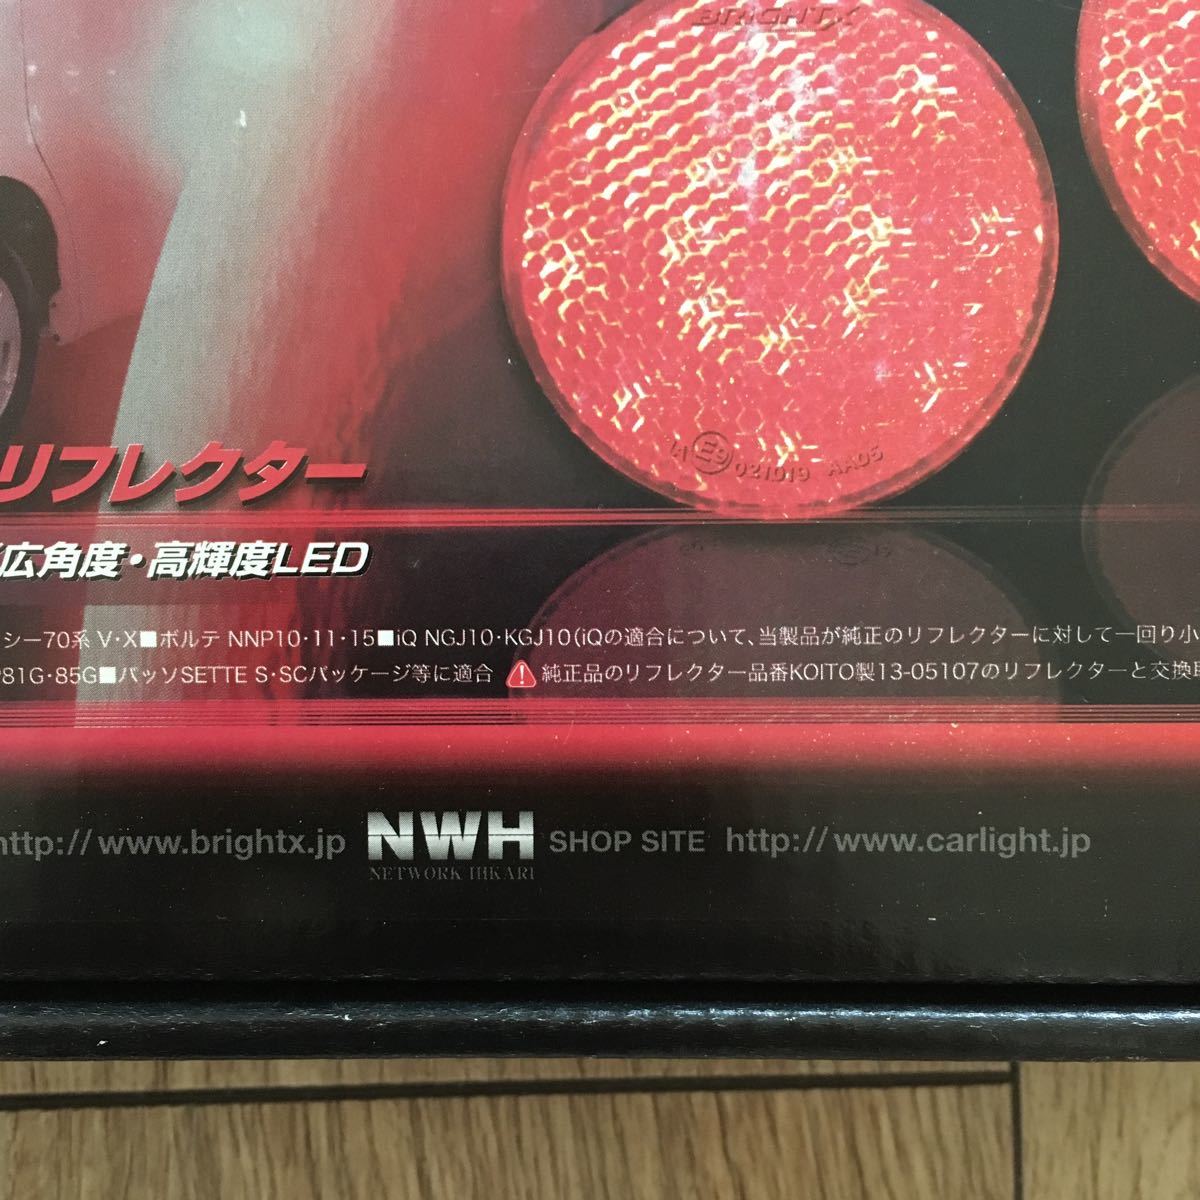 BRIGHTX
IA E9 021019 AA05
リフレクター
広角度・高輝度LED
シー70系 V・X■ポルテ NNP10・11・15■iQ NGJ10・KGJ10(iQの適合について、当製品が純正のリフレクターに対して一回り小
81G・85G■パッソSETTE S・SCパッケージ等に適合 ! 純正品のリフレクター品番KOITO製13-05107のリフレクターと交換取
http://www.brightx.jp NWH SHOP SITE http://www.carlight.jp
NETWORK HIKARI